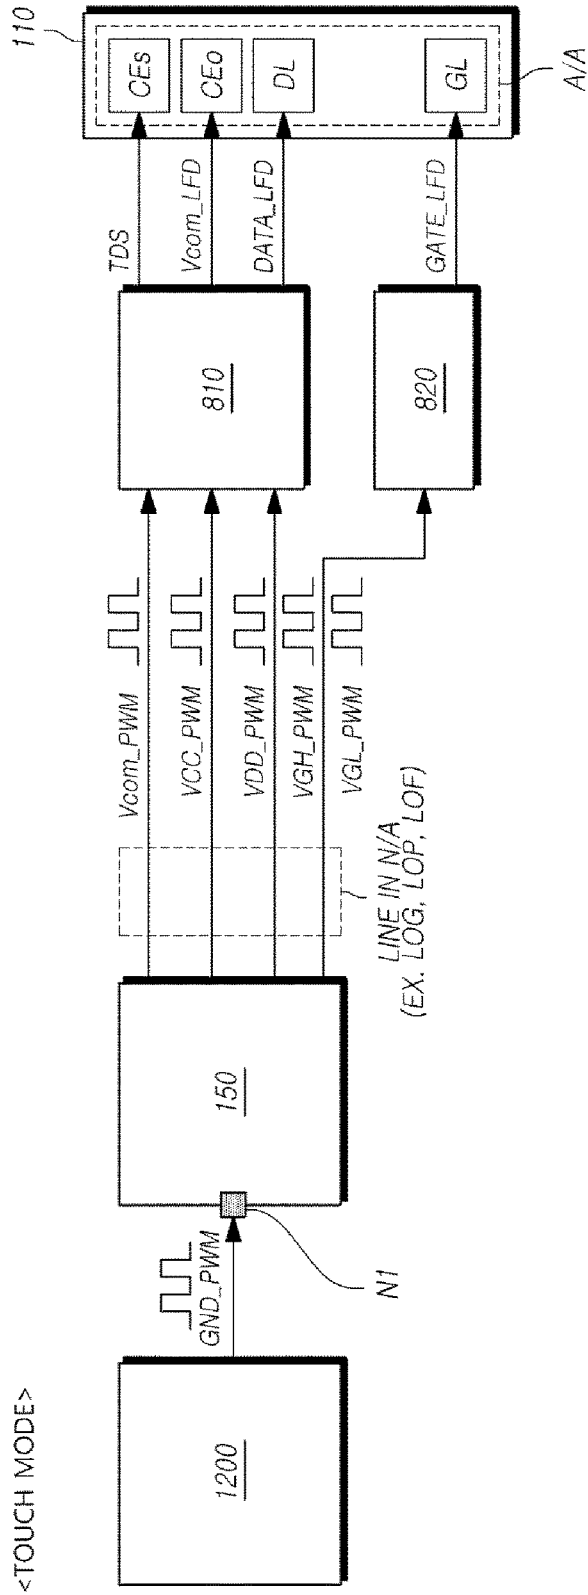 <TOUCH MODE>
1200
GND_PWM
N1
150
LINE IN N/A
(EX. LOG, LOP, LOF)
Vcom_PWM
VCC_PWM
VDD_PWM
VGH_PWM
VGL_PWM
810
820
TDS
Vcom_LFD
DATA_LFD
GATE_LFD
110
CEs
CEo
DL
GL
A/A